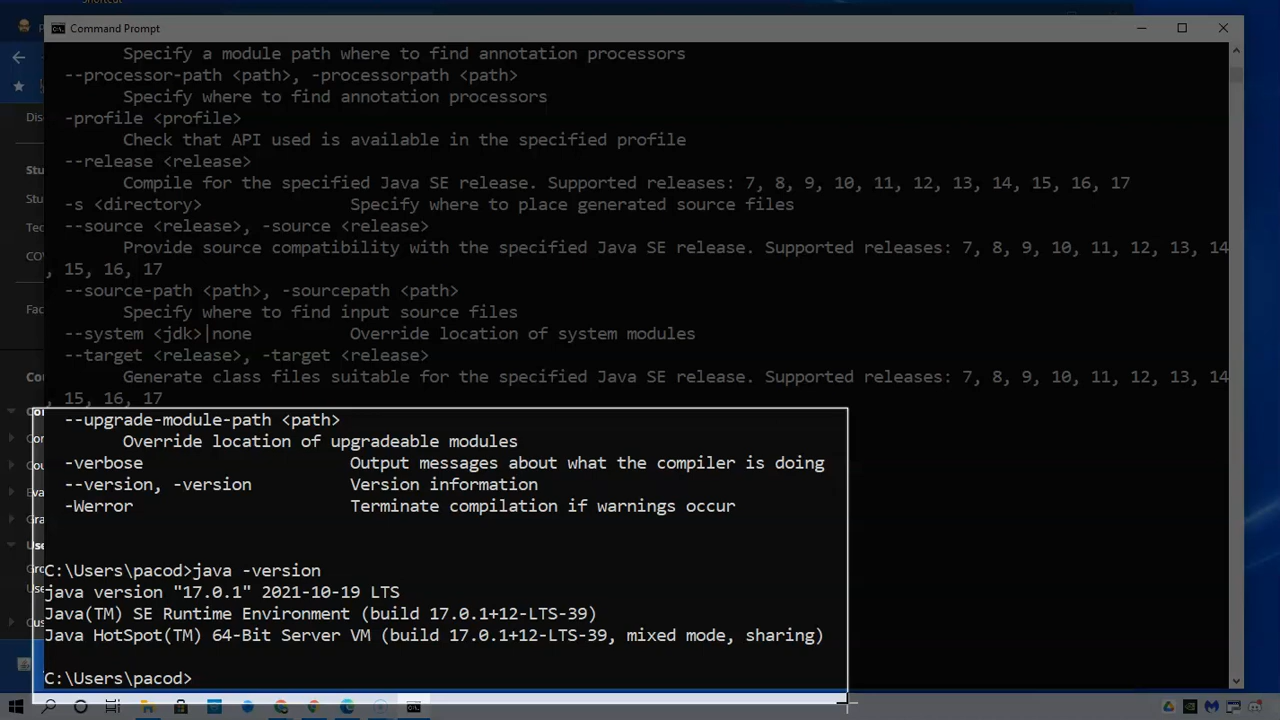 Shortcut
Command Prompt
Specify a module path where to find annotation processors
--processor-path <path>, -processorpath <path>
Specify where to find annotation processors
-profile <profile>
Check that API used is available in the specified profile
--release <release>
Compile for the specified Java SE release. Supported releases: 7, 8, 9, 10, 11, 12, 13, 14, 15, 16, 17
-s <directory> Specify where to place generated source files
--source <release>, -source <release>
Provide source compatibility with the specified Java SE release. Supported releases: 7, 8, 9, 10, 11, 12, 13, 14
, 15, 16, 17
--source-path <path>, -sourcepath <path>
Specify where to find input source files
--system <jdk>|none Override location of system modules
--target <release>, -target <release>
Generate class files suitable for the specified Java SE release. Supported releases: 7, 8, 9, 10, 11, 12, 13, 14
, 15, 16, 17
--upgrade-module-path <path>
Override location of upgradeable modules
-verbose Output messages about what the compiler is doing
--version, -version Version information
-Werror Terminate compilation if warnings occur
C:\Users\pacod>java -version
java version "17.0.1" 2021-10-19 LTS
Java(TM) SE Runtime Environment (build 17.0.1+12-LTS-39)
Java HotSpot(TM) 64-Bit Server VM (build 17.0.1+12-LTS-39, mixed mode, sharing)
C:\Users\pacod>